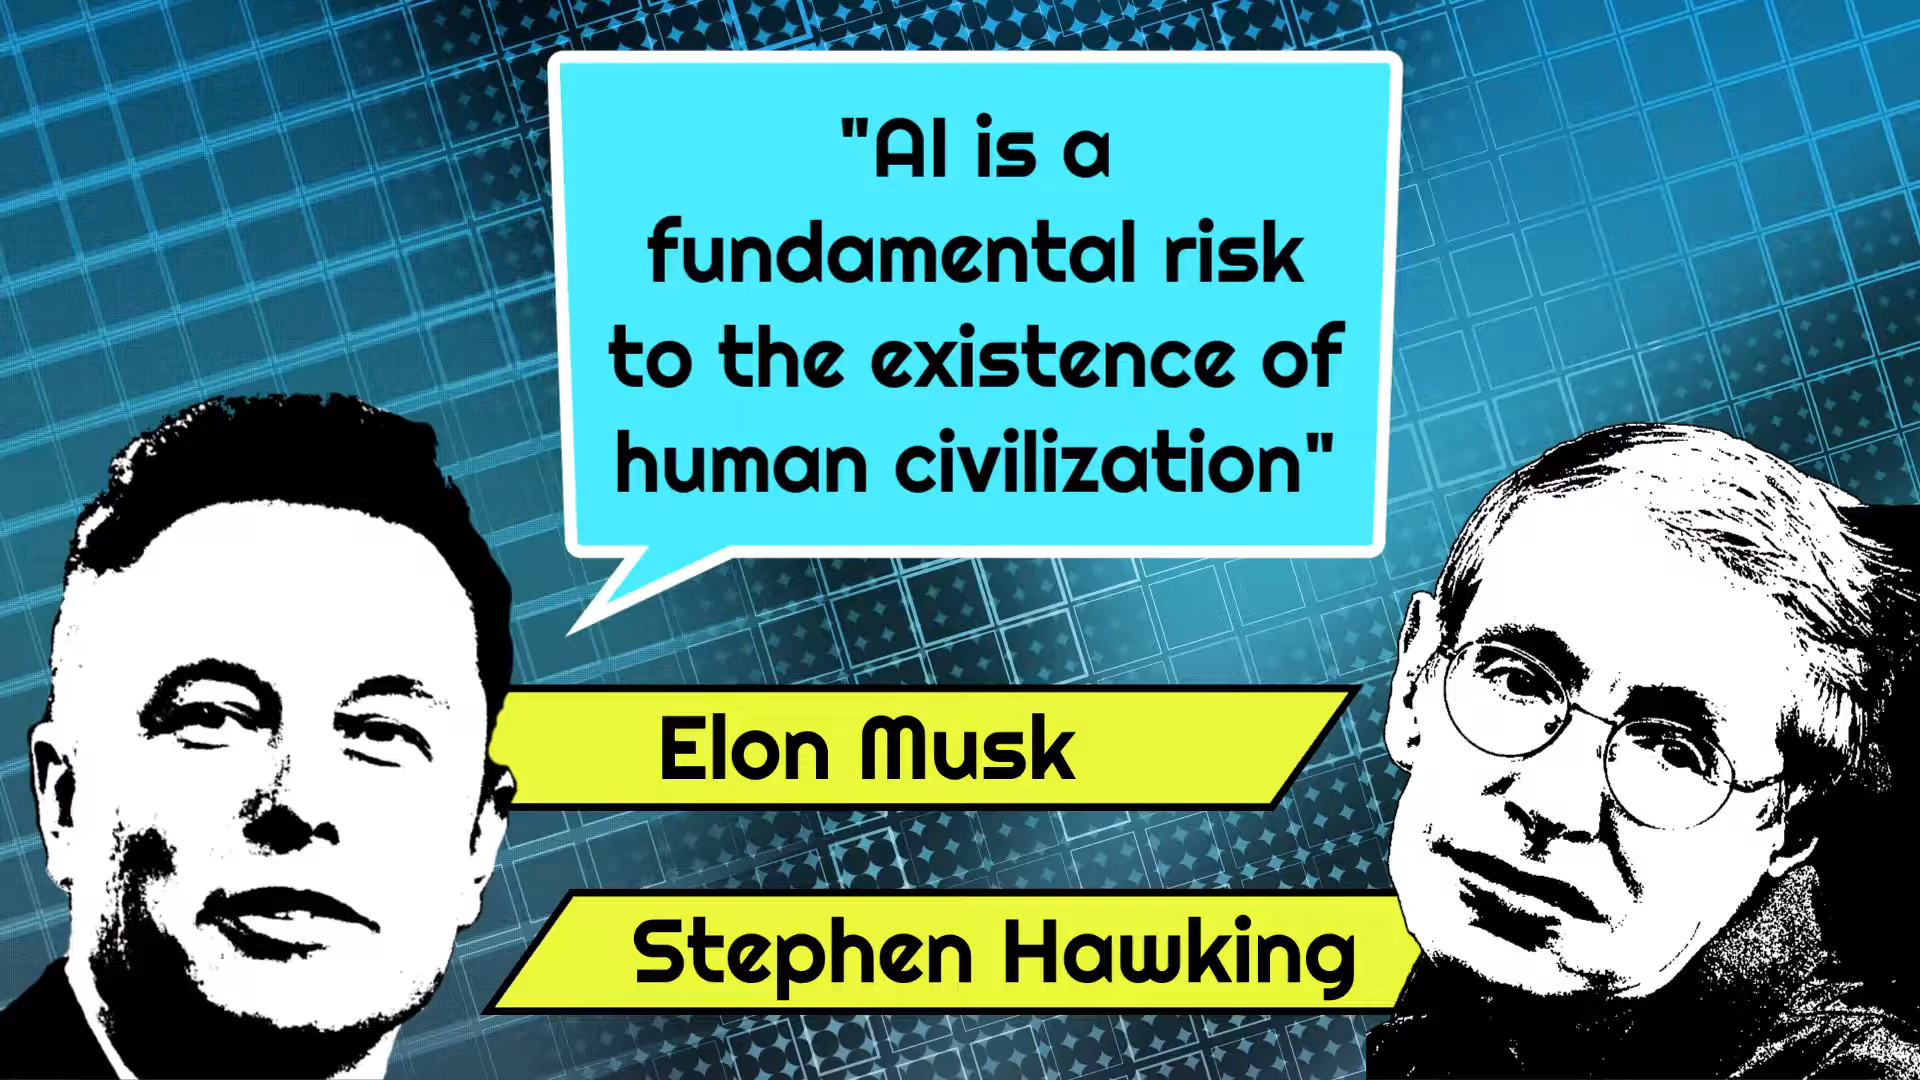 "AI is a
fundamental risk
to the existence of
human civilization"
Elon Musk
Stephen Hawking